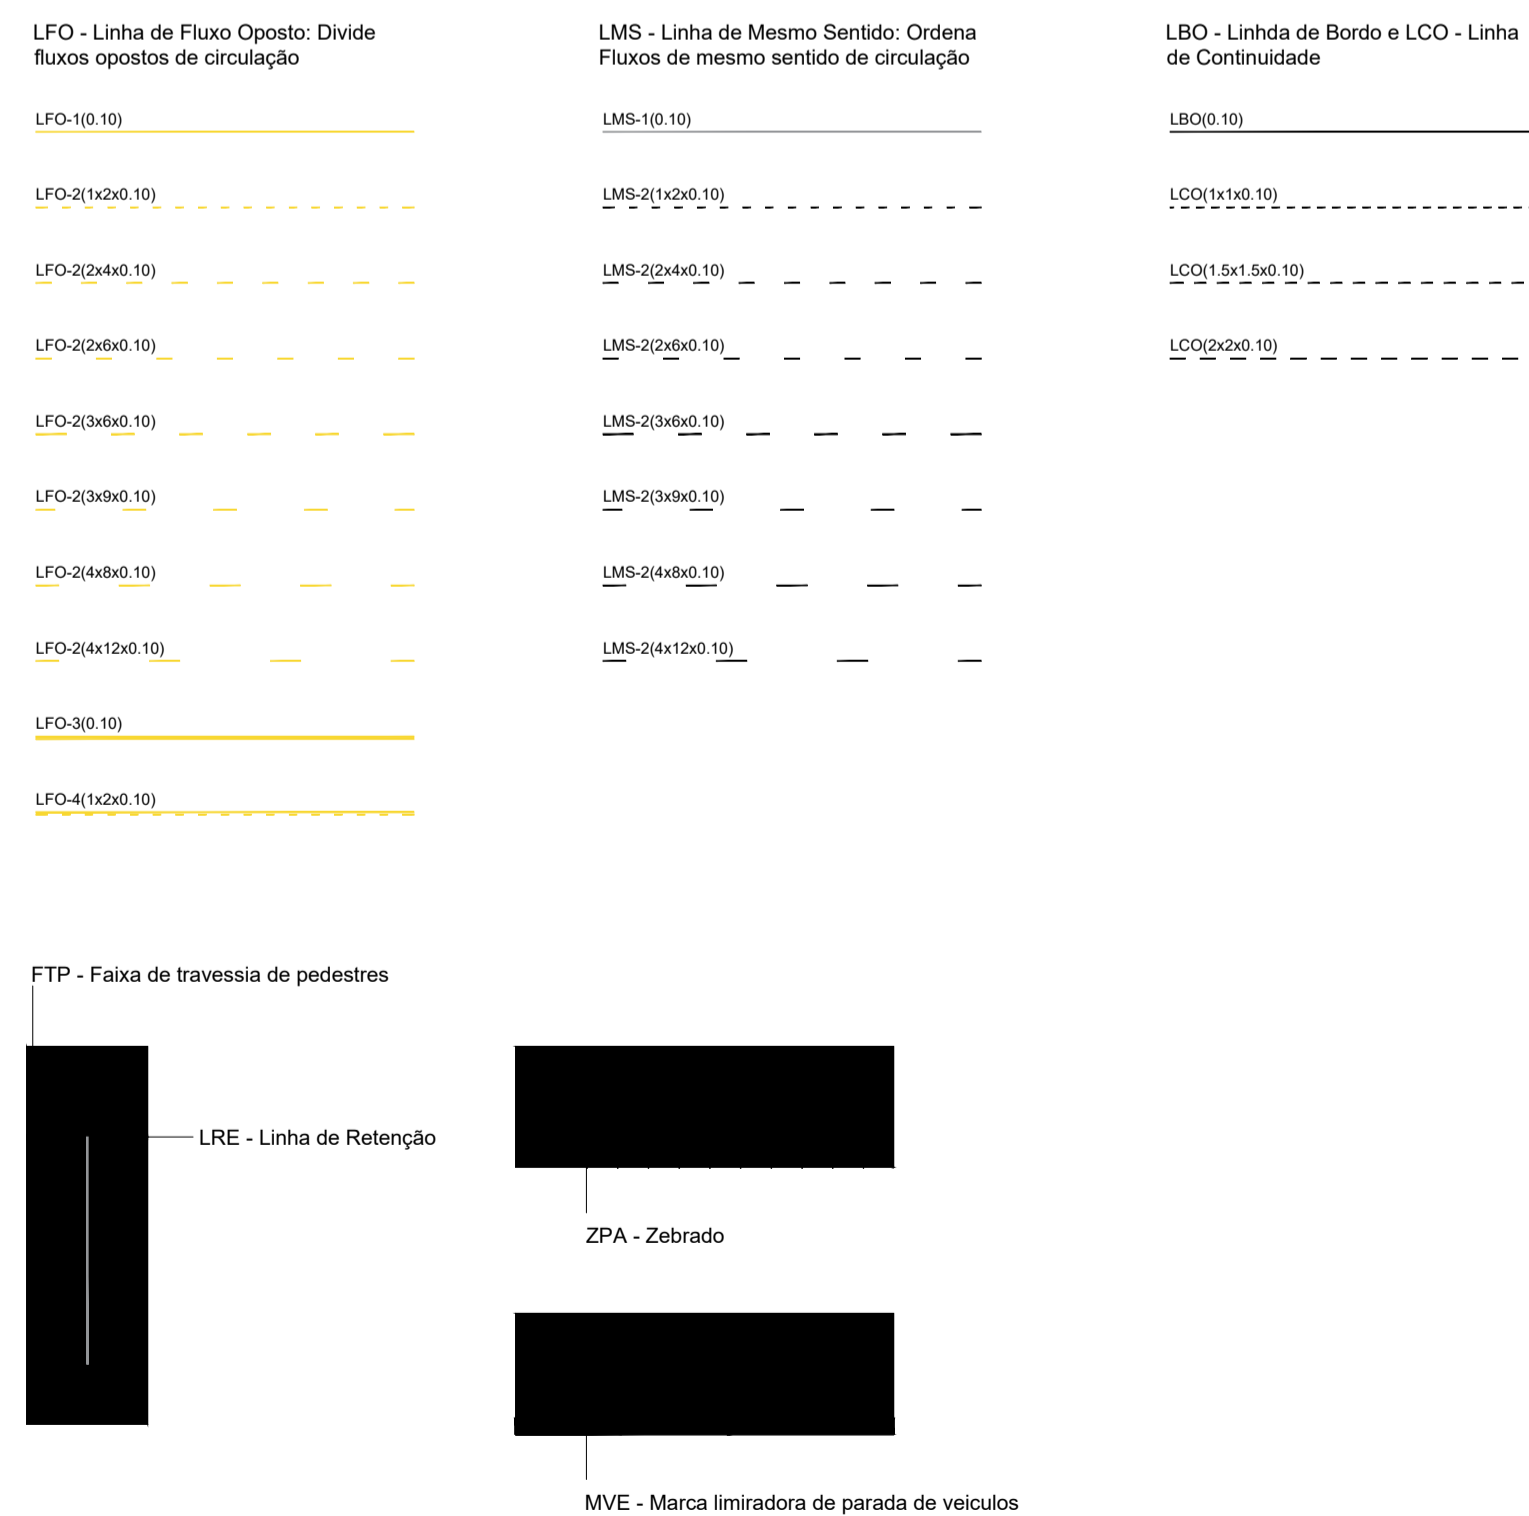 LFO - Linha de Fluxo Oposto: Divide
fluxos opostos de circulação
LFO-1(0.10)
LFO-2(1x2x0.10)
LFO-2(2x4x0.10)
LFO-2(2x6x0.10)
LFO-2(3x6x0.10)
LFO-2(3x9x0.10)
LFO-2(4x8x0.10)
LFO-2(4x12x0.10)
LFO-3(0.10)
LFO-4(1x2x0.10)
LMS - Linha de Mesmo Sentido: Ordena
Fluxos de mesmo sentido de circulação
LMS-1(0.10)
LMS-2(1x2x0.10)
LMS-2(2x4x0.10)
LMS-2(2x6x0.10)
LMS-2(3x6x0.10)
LMS-2(3x9x0.10)
LMS-2(4x8x0.10)
LMS-2(4x12x0.10)
LBO - Linhda de Bordo e LCO - Linha
de Continuidade
LBO(0.10)
LCO(1x1x0.10)
LCO(1.5x1.5x0.10)
LCO(2x2x0.10)
FTP - Faixa de travessia de pedestres
LRE - Linha de Retenção
ZPA - Zebrado
MVE - Marca limiradora de parada de veiculos